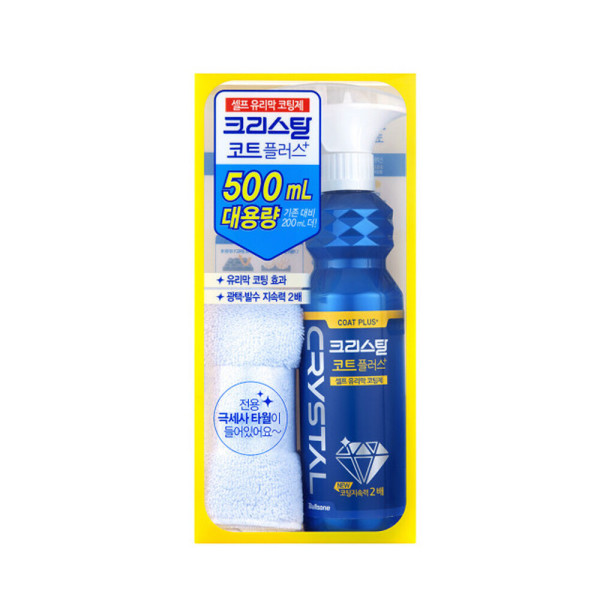 셀프 유리막 코팅제
크리스탈
코트 플러스+
500 mL
대용량
기존 대비
200 mL 더!
유리막 코팅 효과
광택·발수 지속력 2배
전용
극세사 타월이
들어있어요~
CRYSTAL
COAT PLUS+
크리스탈
코트 플러스+
셀프 유리막 코팅제
NEW
코팅지속력 2배
Bullsone